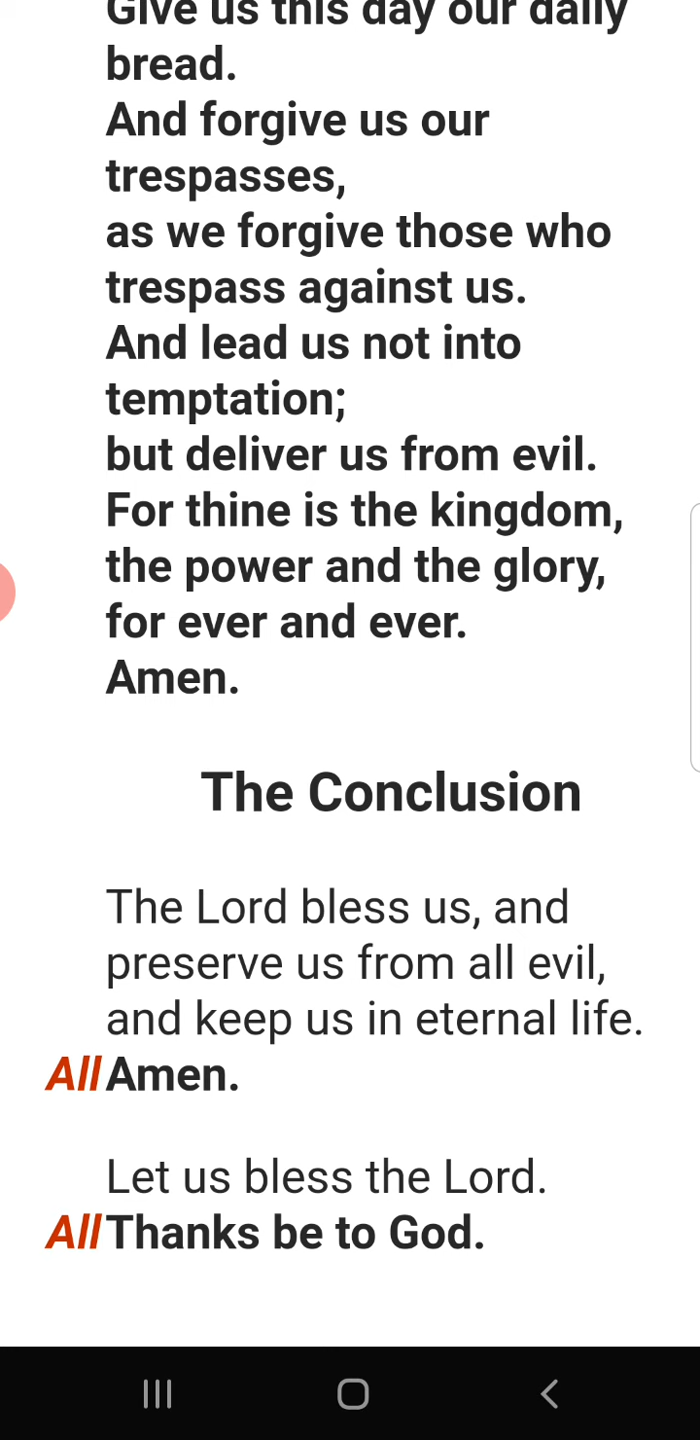 Give us this day our daily
bread.
And forgive us our
trespasses,
as we forgive those who
trespass against us.
And lead us not into
temptation;
but deliver us from evil.
For thine is the kingdom,
the power and the glory,
for ever and ever.
Amen.
The Conclusion
The Lord bless us, and
preserve us from all evil,
and keep us in eternal life.
All Amen.
Let us bless the Lord.
All Thanks be to God.